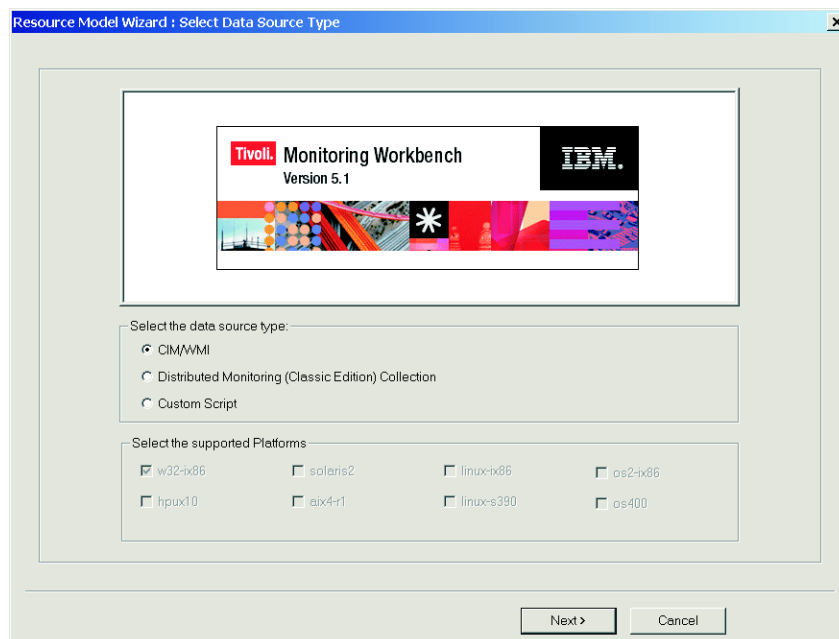 Resource Model Wizard : Select Data Source Type
Tivoli. Monitoring Workbench
Version 5.1
IBM.
Select the data source type:
CIM/WMI
Distributed Monitoring (Classic Edition) Collection
Custom Script
Select the supported Platforms
w32-ix86 solaris2 linux-ix86 os2-ix86
hpux10 aix4-r1 linux-s390 os400
Next > Cancel